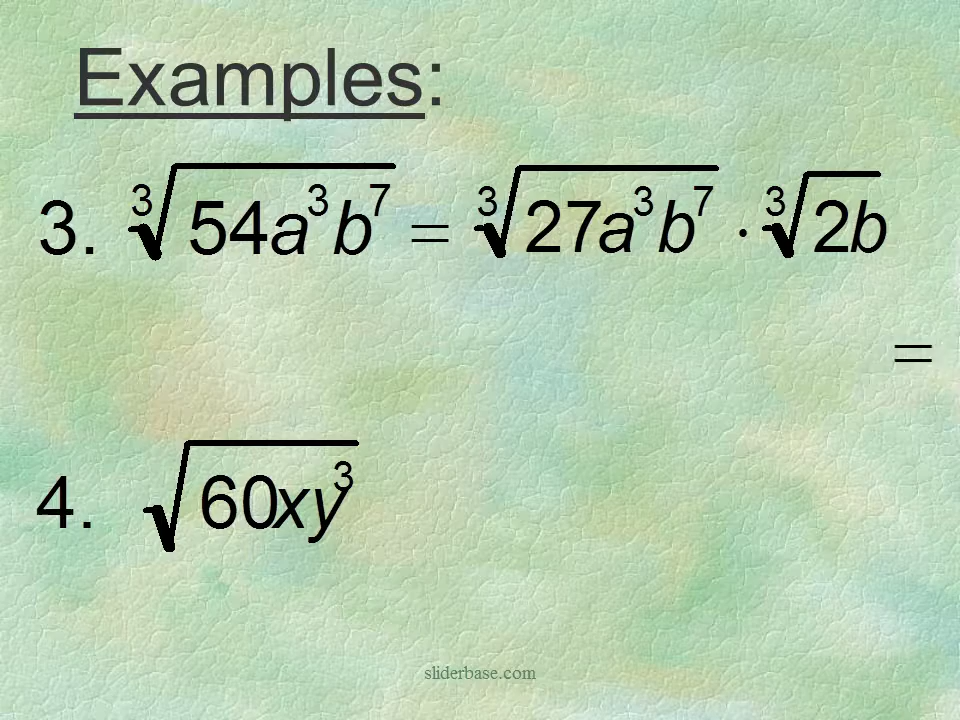 Examples:
3. ∛54a³b⁷ = ∛27a³b⁷ · ∛2b
=
4. √60xy³
sliderbase.com